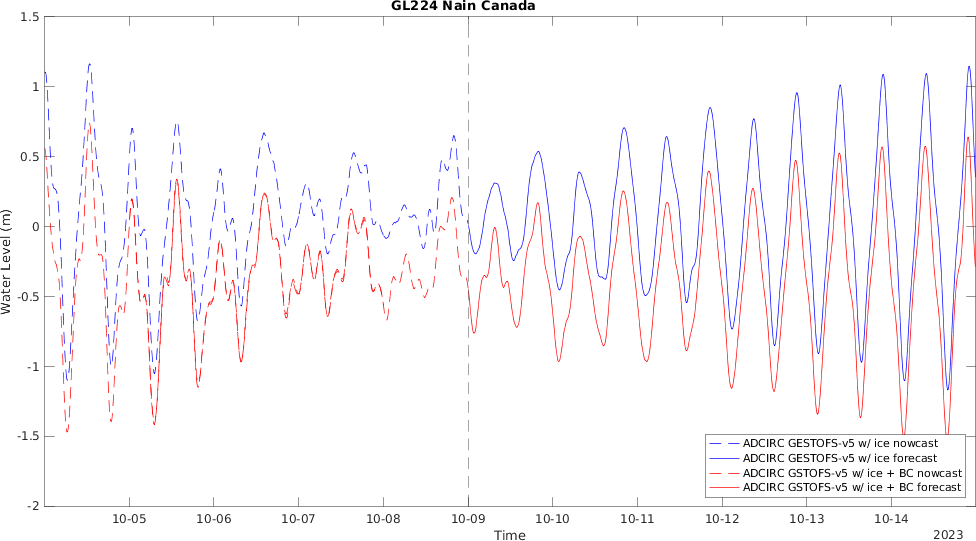 GL224 Nain Canada
1.5
1
0.5
0
-0.5
-1
-1.5
-2
Water Level (m)
ADCIRC GESTOFS-v5 w/ ice nowcast
ADCIRC GESTOFS-v5 w/ ice forecast
ADCIRC GSTOFS-v5 w/ ice + BC nowcast
ADCIRC GSTOFS-v5 w/ ice + BC forecast
10-05 10-06 10-07 10-08 10-09 10-10 10-11 10-12 10-13 10-14
Time
2023